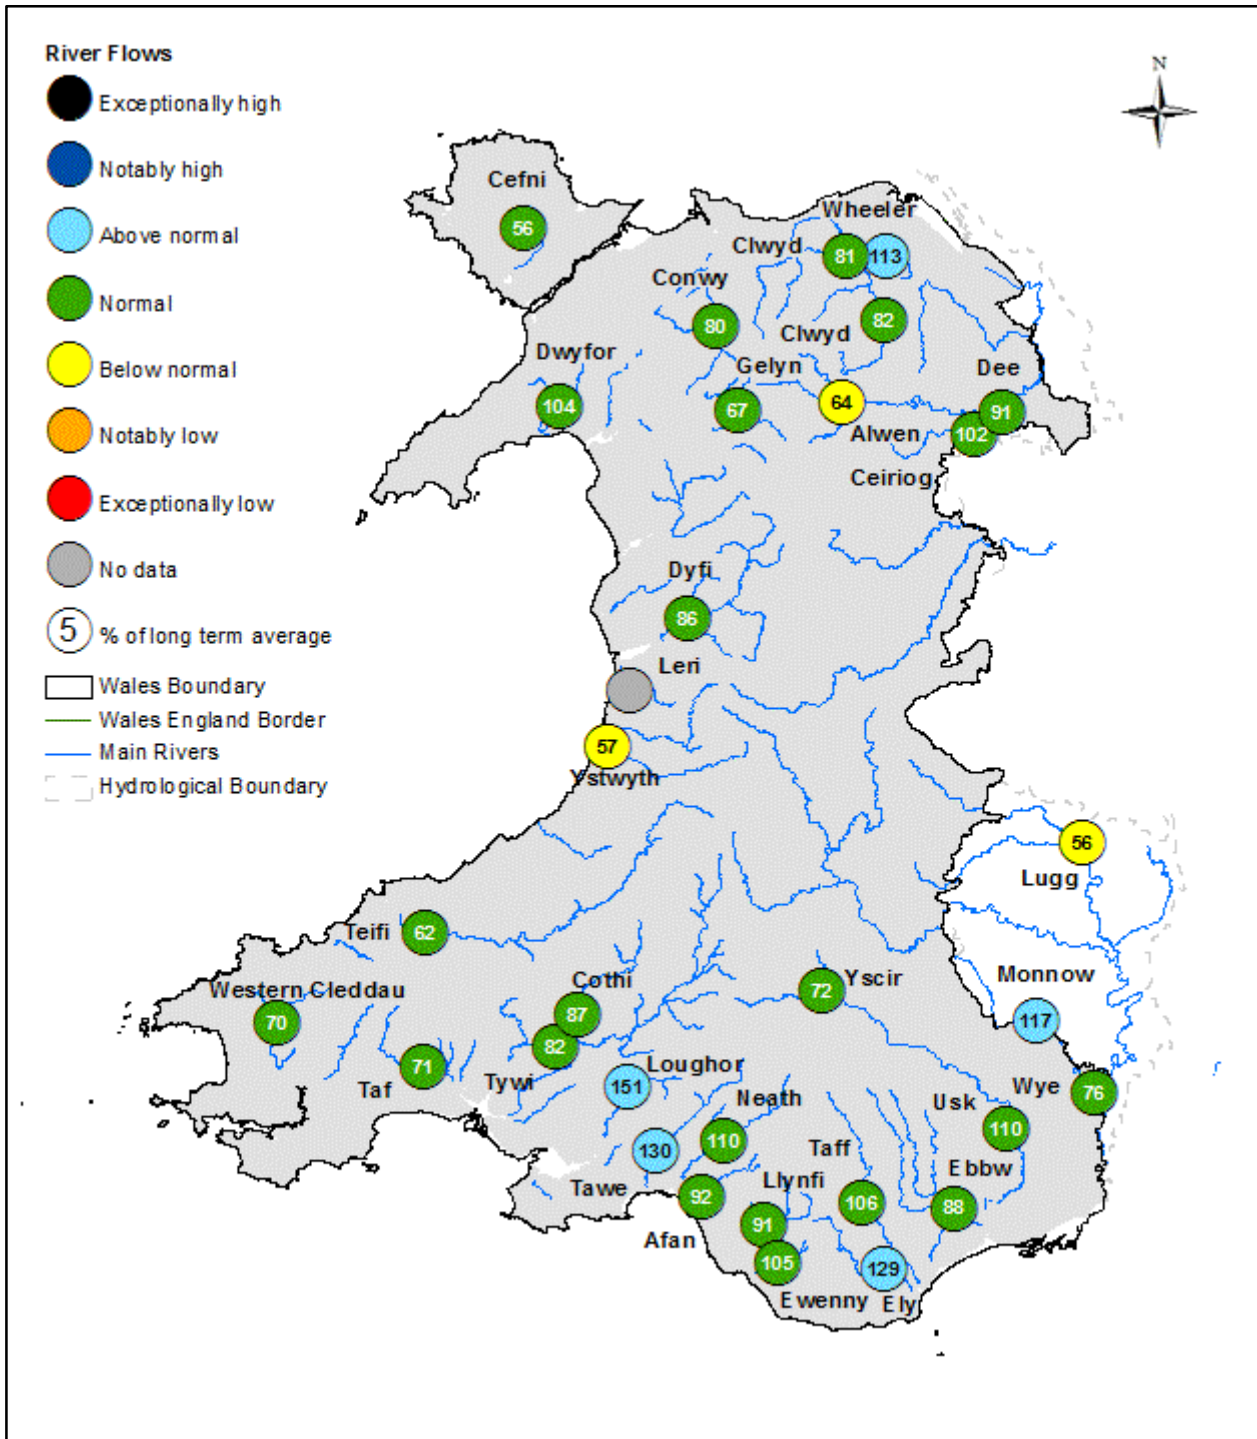 River Flows
Exceptionally high
Notably high
Above normal
Normal
Below normal
Notably low
Exceptionally low
No data
5 % of long term average
Wales Boundary
Wales England Border
Main Rivers
Hydrological Boundary
N
Cefni
56
Wheeler
Clwyd
81
113
Conwy
80
Clwyd
82
Dwyfor
104
Gelyn
67
64
Alwen
Dee
91
102
Ceiriog
Dyfi
86
Leri
57
Ystwyth
56
Lugg
Teifi
62
Western Cleddau
70
Cothi
87
82
Tywi
72
Yscir
Monnow
117
71
Taf
Loughor
151
Neath
110
130
Tawe
Usk
110
Wye
76
Taff
106
Ebbw
88
92
Afan
Llynfi
91
105
Ewenny
129
Ely